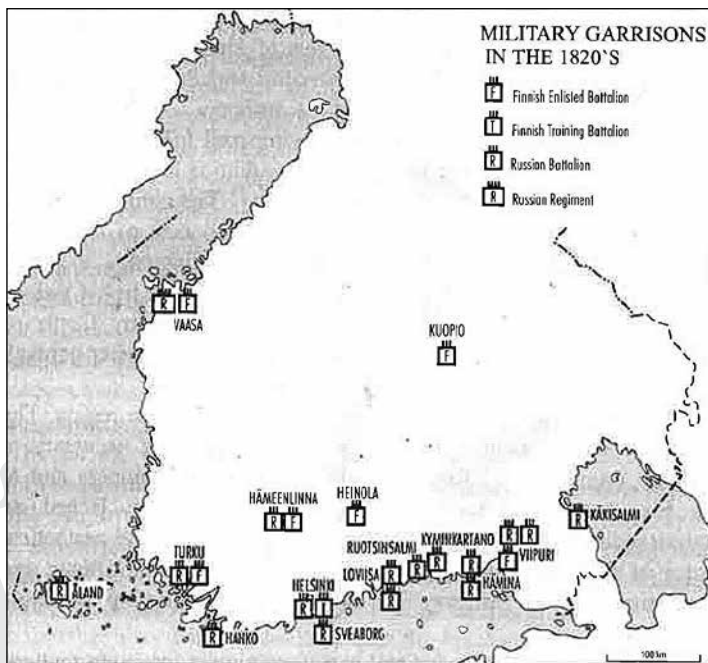 MILITARY GARRISONS
IN THE 1820`S
F Finnish Enlisted Battalion
T Finnish Training Battalion
R Russian Battalion
R Russian Regiment
R F
VAASA
KUOPIO
F
HÄMEENLINNA
R F
HEINOLA
F
KÄKISALMI
R
R R
VIIPURI
F
KYMINKARTANO
R
R
HÄMINA
R
RUOTSINSALMI
R
LOVIISA
R
R
TURKU
R F
ÅLAND
R
HELSINKI
R T
SVEABORG
R
HANKO
R
100 km